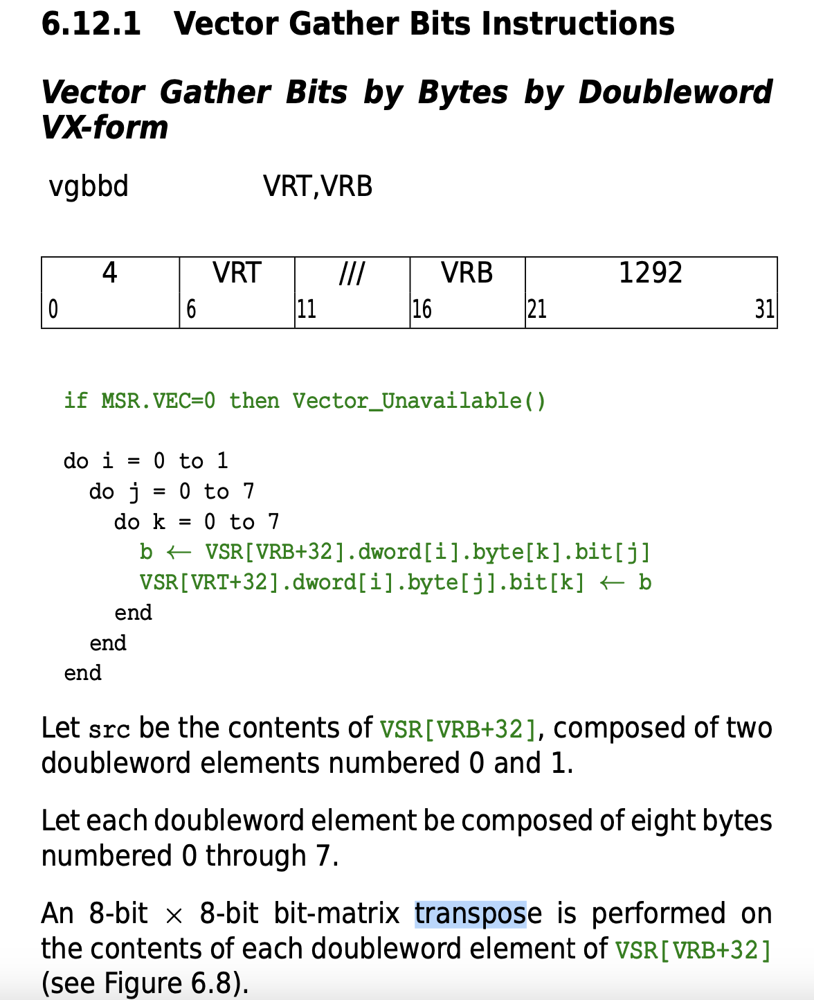 6.12.1 Vector Gather Bits Instructions
Vector Gather Bits by Bytes by Doubleword
VX-form
vgbbd VRT,VRB
4 VRT /// VRB 1292
0 6 11 16 21 31
if MSR.VEC=0 then Vector_Unavailable()
do i = 0 to 1
do j = 0 to 7
do k = 0 to 7
b ← VSR[VRB+32].dword[i].byte[k].bit[j]
VSR[VRT+32].dword[i].byte[j].bit[k] ← b
end
end
end
Let src be the contents of VSR[VRB+32], composed of two
doubleword elements numbered 0 and 1.
Let each doubleword element be composed of eight bytes
numbered 0 through 7.
An 8-bit × 8-bit bit-matrix transpose is performed on
the contents of each doubleword element of VSR[VRB+32]
(see Figure 6.8).